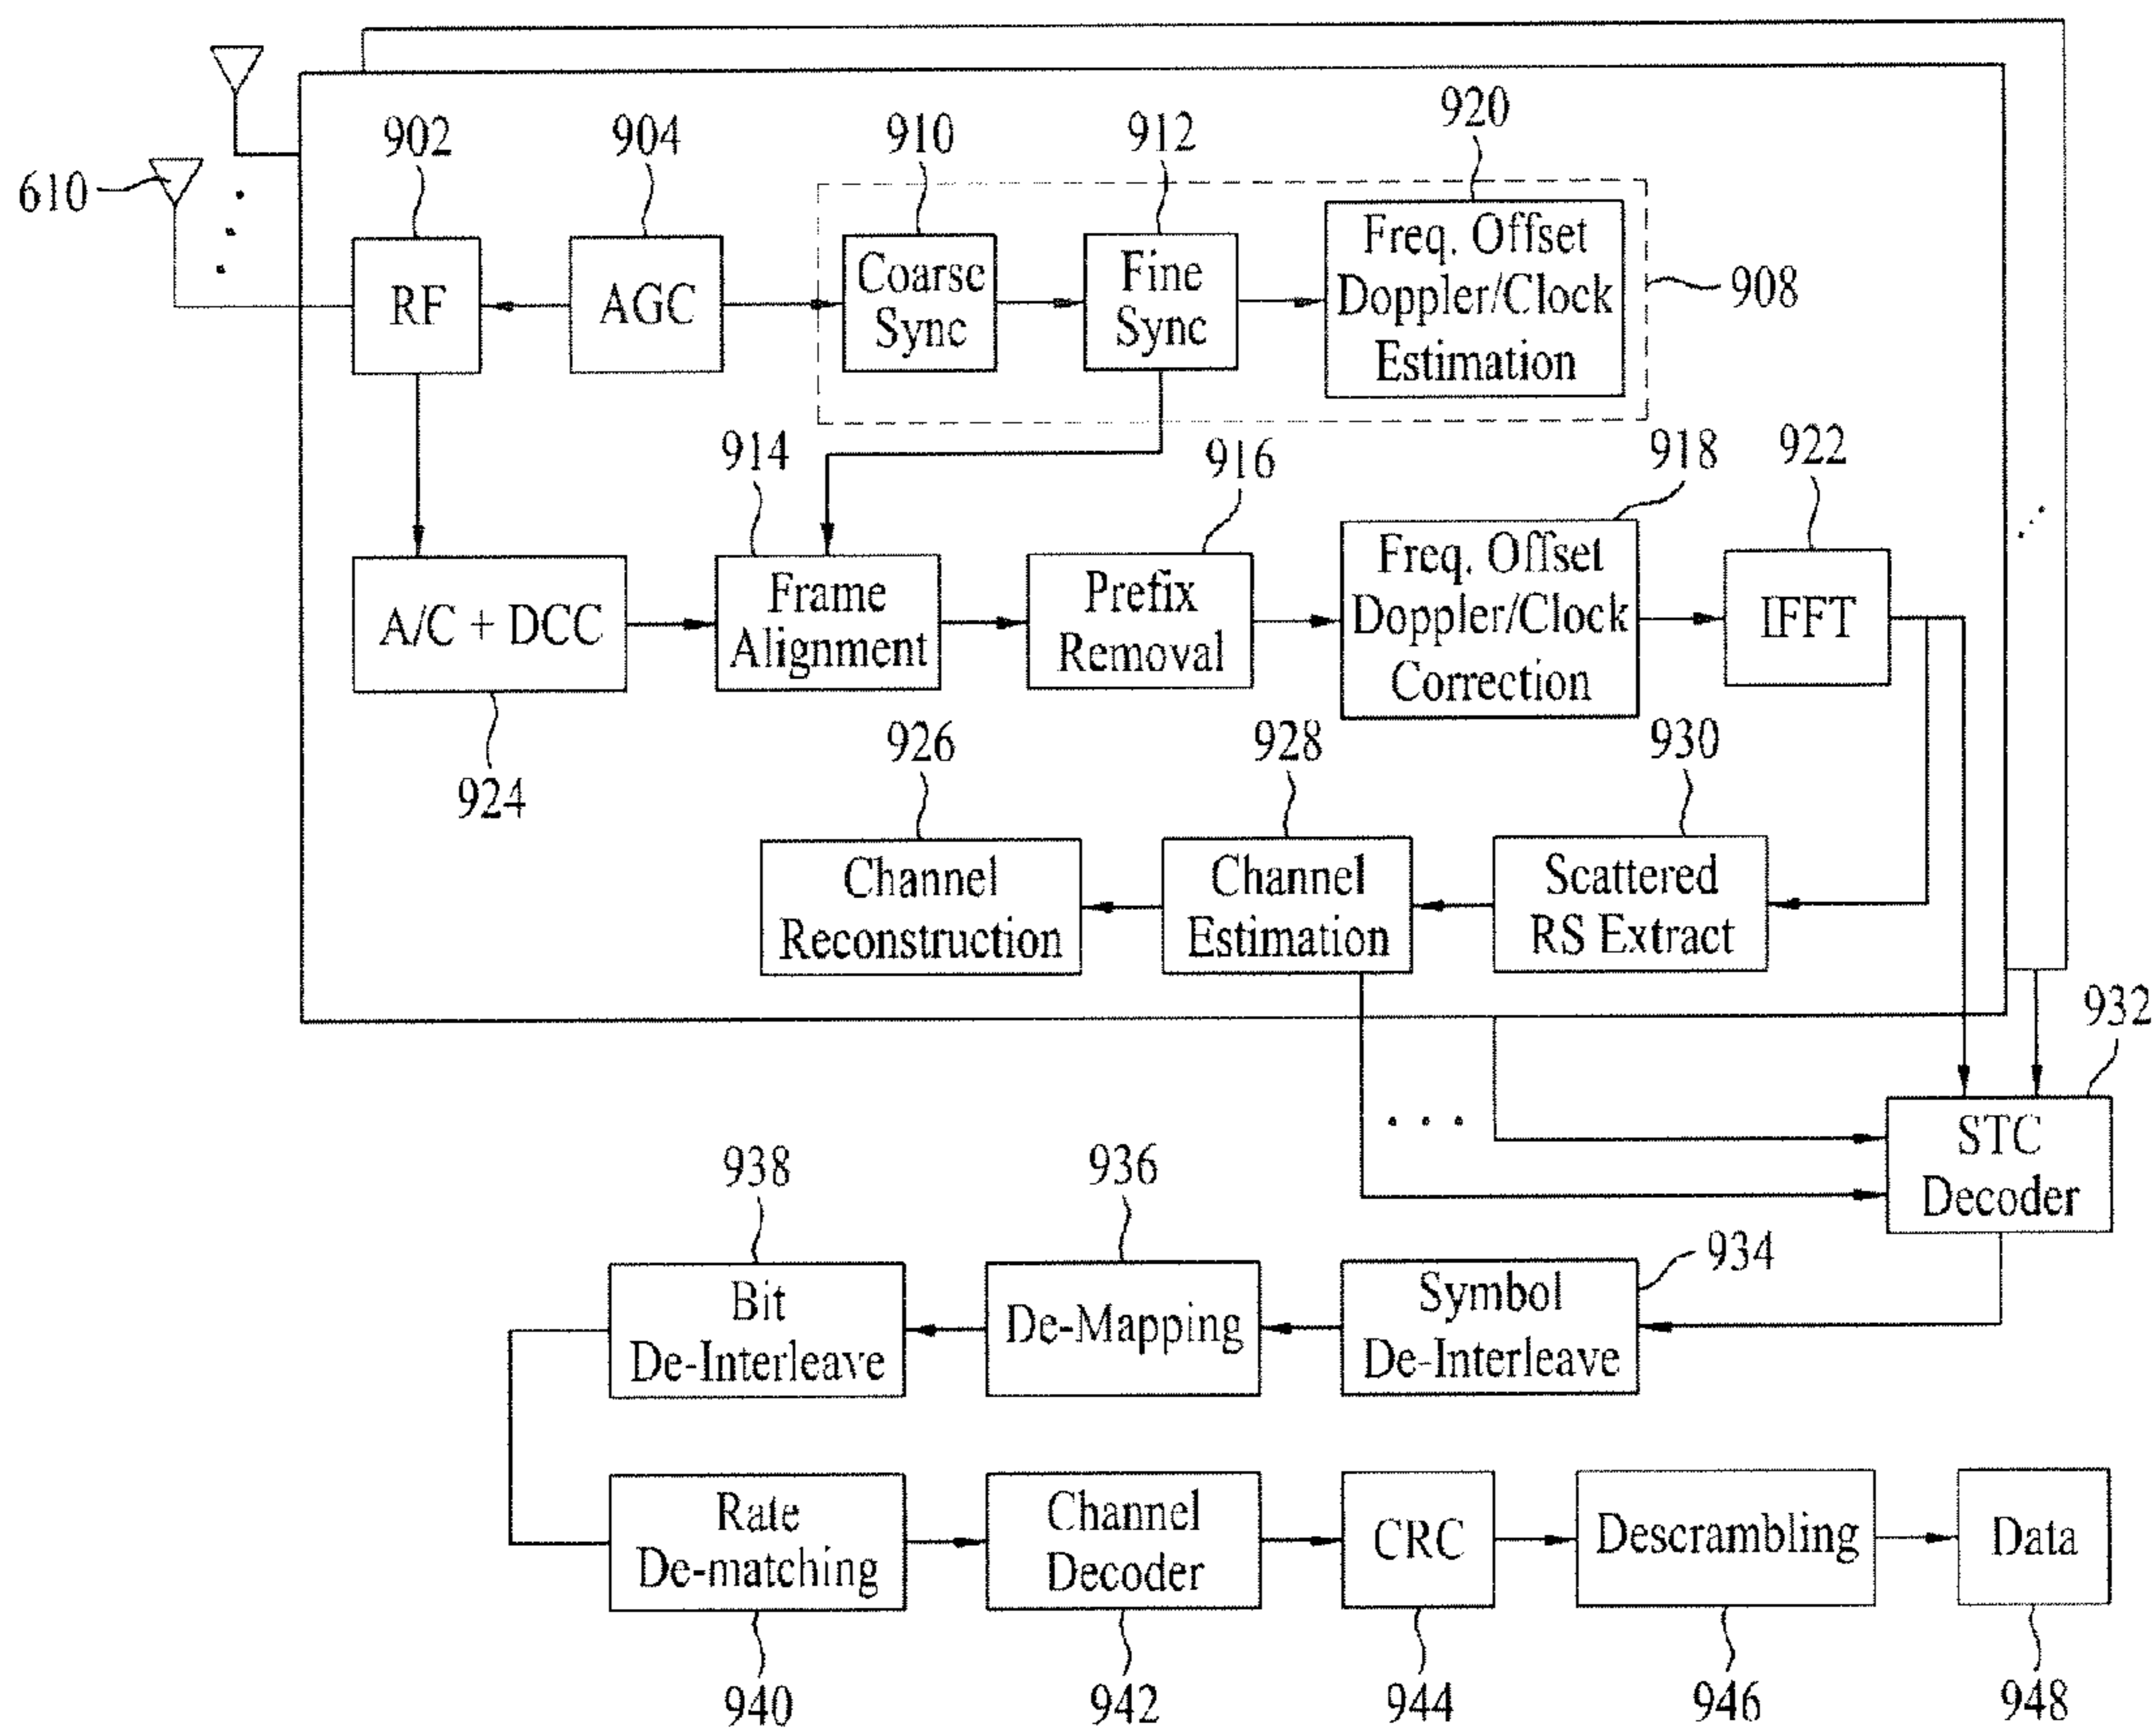 920
902
904
910
912
610
RF
AGC
Coarse
Sync
Fine
Sync
Freq. Offset
Doppler/Clock
Estimation
908
914
916
918
922
A/C + DCC
Frame
Alignment
Prefix
Removal
Freq. Offset
Doppler/Clock
Correction
IFFT
924
926
928
930
Channel
Reconstruction
Channel
Estimation
Scattered
RS Extract
932
STC
Decoder
938
936
934
Bit
De-Interleave
De-Mapping
Symbol
De-Interleave
Rate
De-matching
Channel
Decoder
CRC
Descrambling
Data
940
942
944
946
948